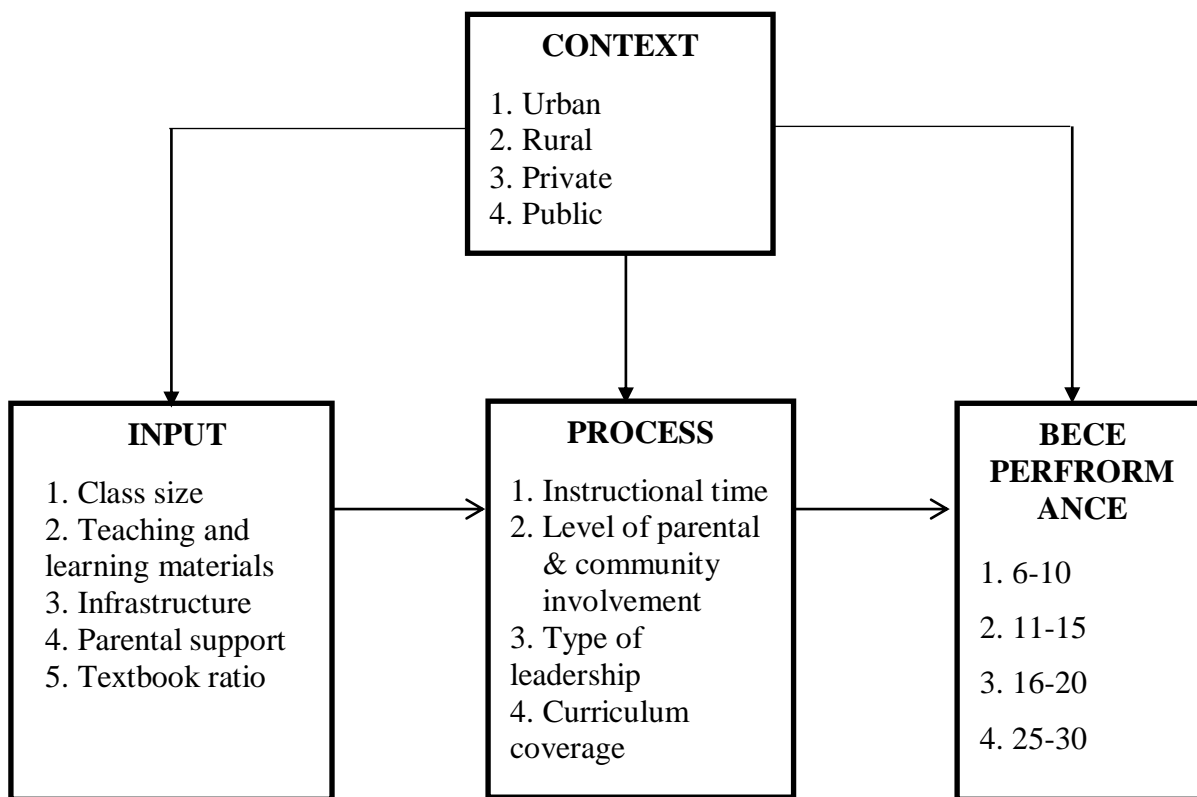 CONTEXT
1. Urban
2. Rural
3. Private
4. Public
INPUT
1. Class size
2. Teaching and
learning materials
3. Infrastructure
4. Parental support
5. Textbook ratio
PROCESS
1. Instructional time
2. Level of parental
& community
involvement
3. Type of
leadership
4. Curriculum
coverage
BECE
PERFRORM
ANCE
1. 6-10
2. 11-15
3. 16-20
4. 25-30